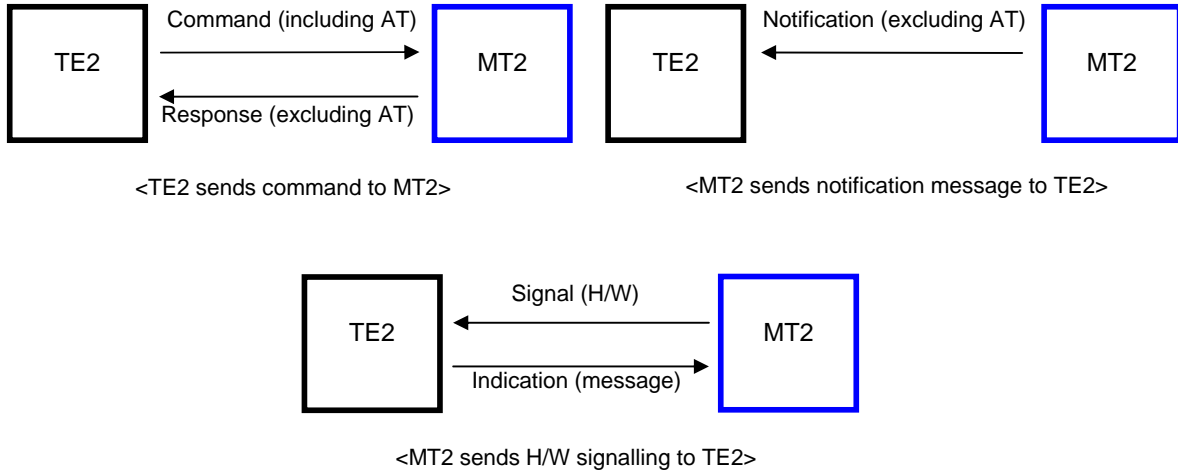 Command (including AT)
TE2
MT2
Response (excluding AT)
<TE2 sends command to MT2>
Notification (excluding AT)
TE2
MT2
<MT2 sends notification message to TE2>
Signal (H/W)
TE2
MT2
Indication (message)
<MT2 sends H/W signalling to TE2>